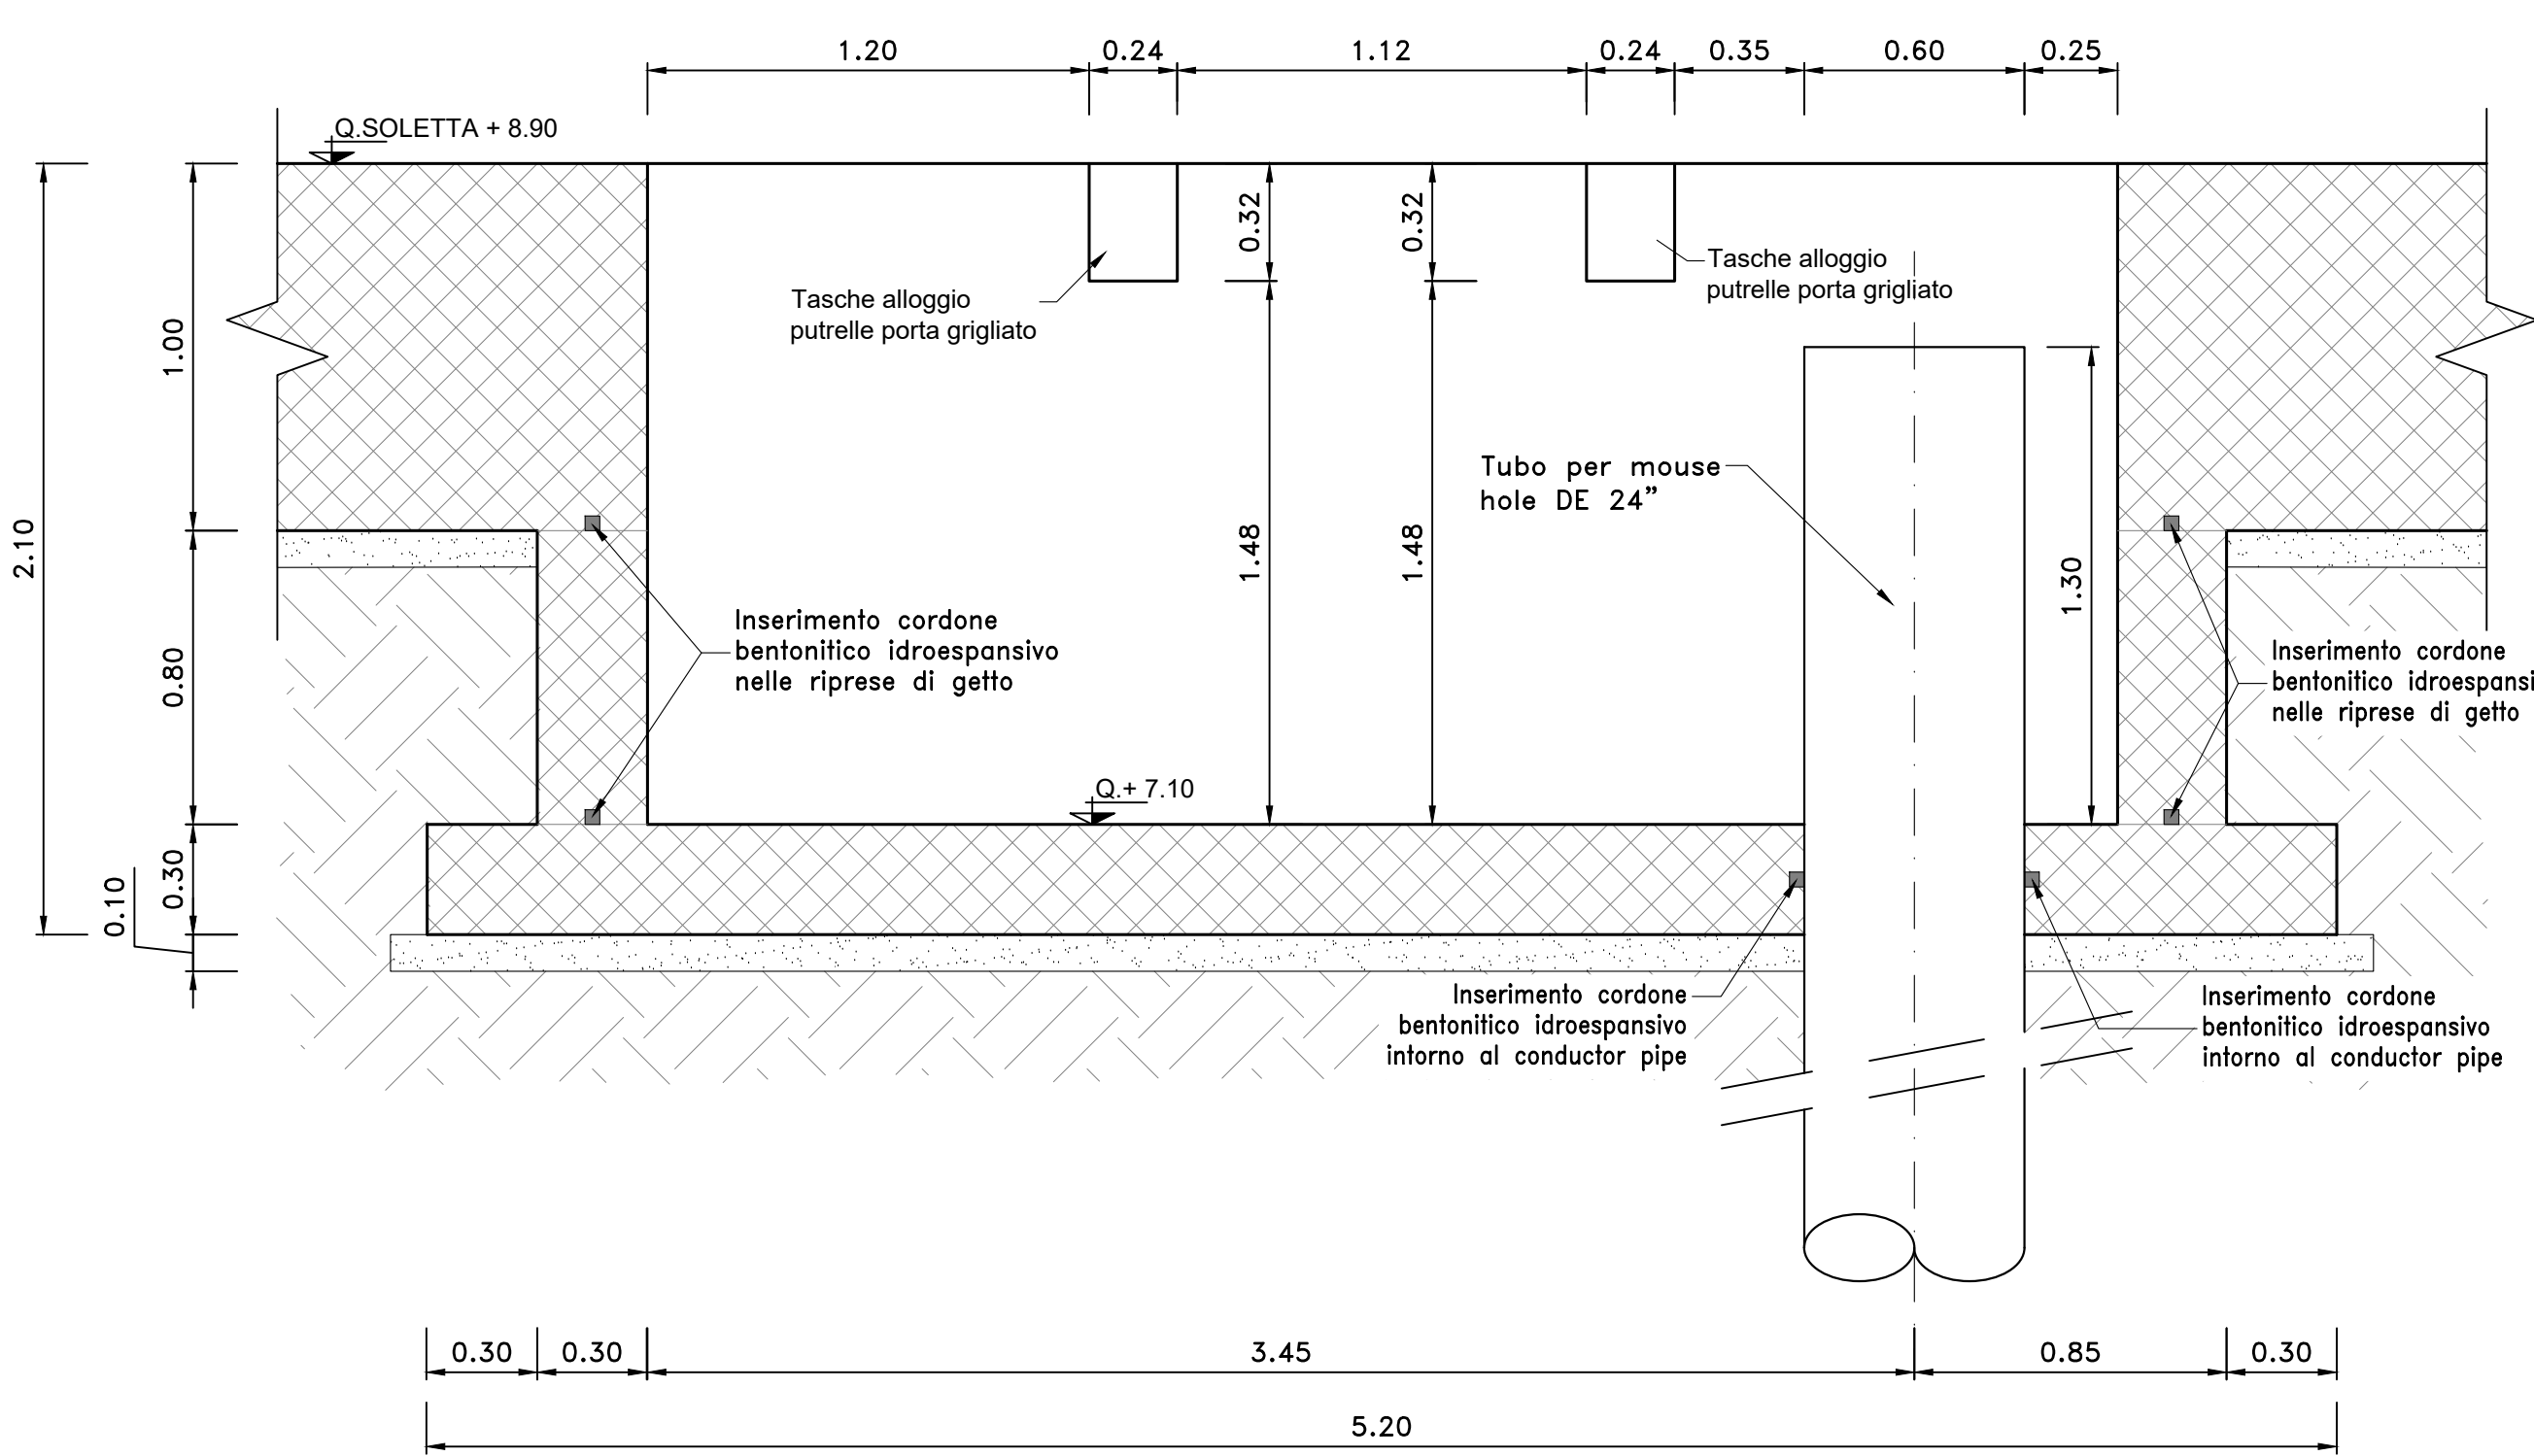 1.20 0.24 1.12 0.24 0.35 0.60 0.25
Q.SOLETTA + 8.90
0.32
0.32
Tasche alloggio
putrelle porta grigliato
Tasche alloggio
putrelle porta grigliato
1.00
2.10
0.80
0.30
0.10
Tubo per mouse
hole DE 24”
1.48
1.48
1.30
Inserimento cordone
bentonitico idroespansivo
nelle riprese di getto
Inserimento cordone
bentonitico idroespansi
nelle riprese di getto
Q.+ 7.10
Inserimento cordone
bentonitico idroespansivo
intorno al conductor pipe
Inserimento cordone
bentonitico idroespansivo
intorno al conductor pipe
0.30 0.30 3.45 0.85 0.30
5.20